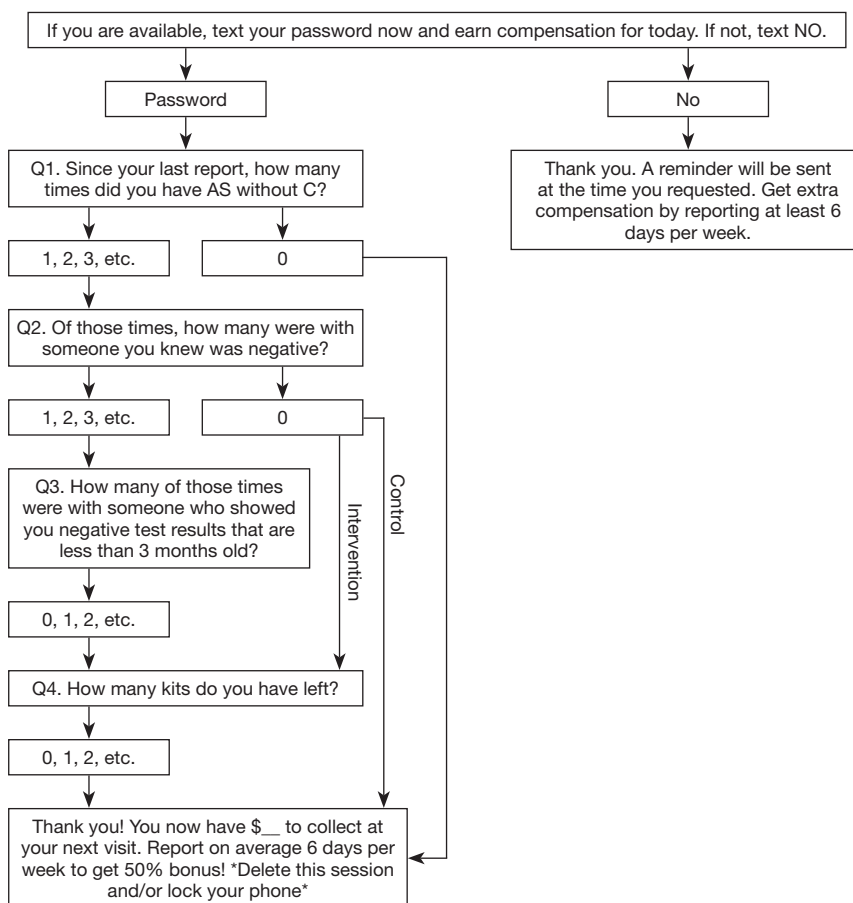 If you are available, text your password now and earn compensation for today. If not, text NO.
Password
No
Q1. Since your last report, how many
times did you have AS without C?
Thank you. A reminder will be sent
at the time you requested. Get extra
compensation by reporting at least 6
days per week.
1, 2, 3, etc.
0
Q2. Of those times, how many were with
someone you knew was negative?
1, 2, 3, etc.
0
Q3. How many of those times
were with someone who showed
you negative test results that are
less than 3 months old?
Intervention
Control
0, 1, 2, etc.
Q4. How many kits do you have left?
0, 1, 2, etc.
Thank you! You now have $__ to collect at
your next visit. Report on average 6 days per
week to get 50% bonus! *Delete this session
and/or lock your phone*